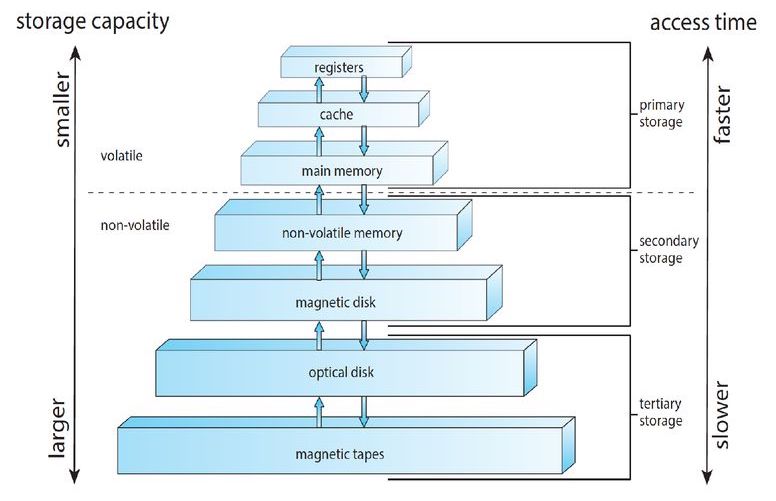 storage capacity
access time
smaller
faster
registers
cache
primary
storage
volatile
main memory
non-volatile
non-volatile memory
secondary
storage
magnetic disk
optical disk
larger
slower
tertiary
storage
magnetic tapes